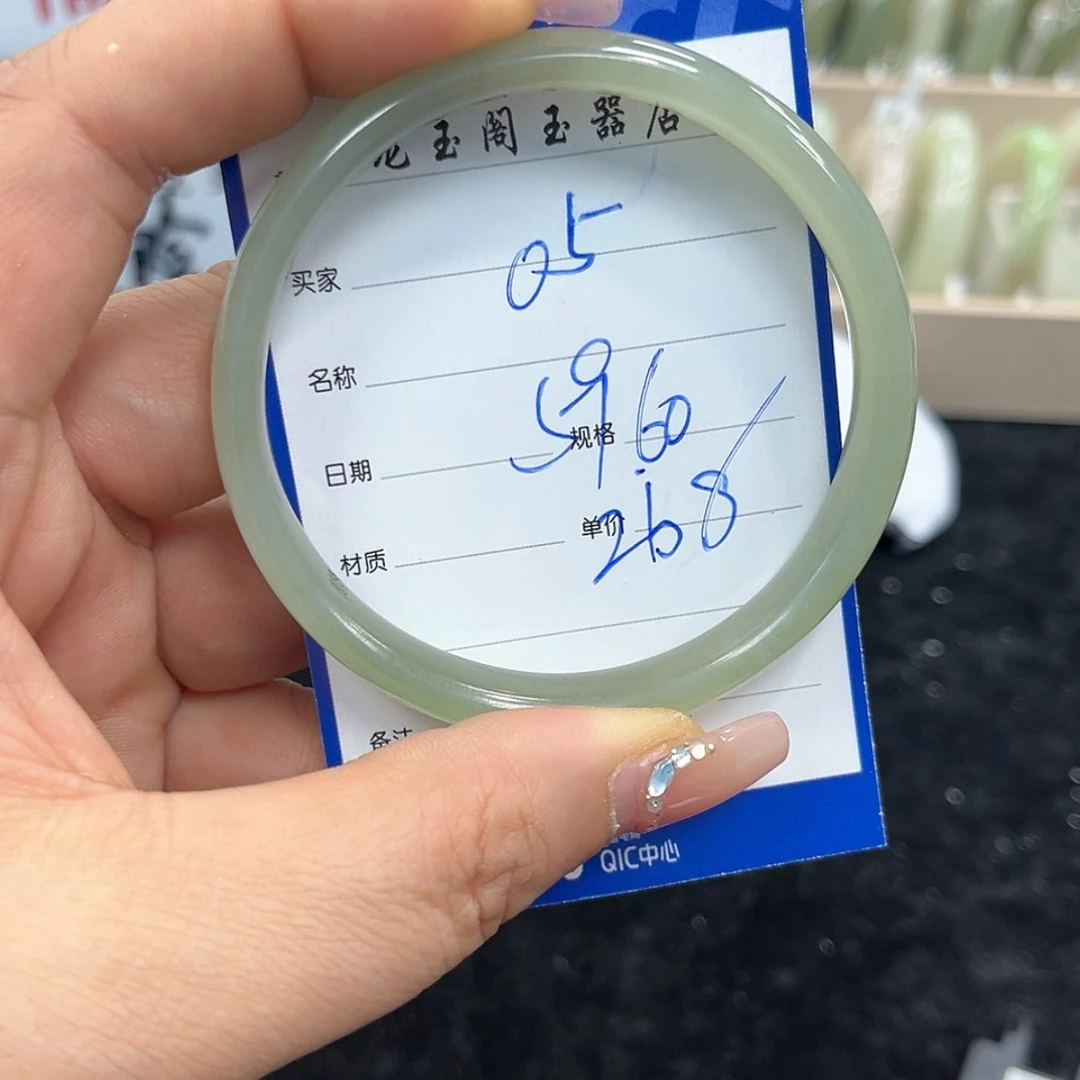 玉阁玉器店
买家 05
名称
规格 60
日期
单价 268
材质
QIC中心